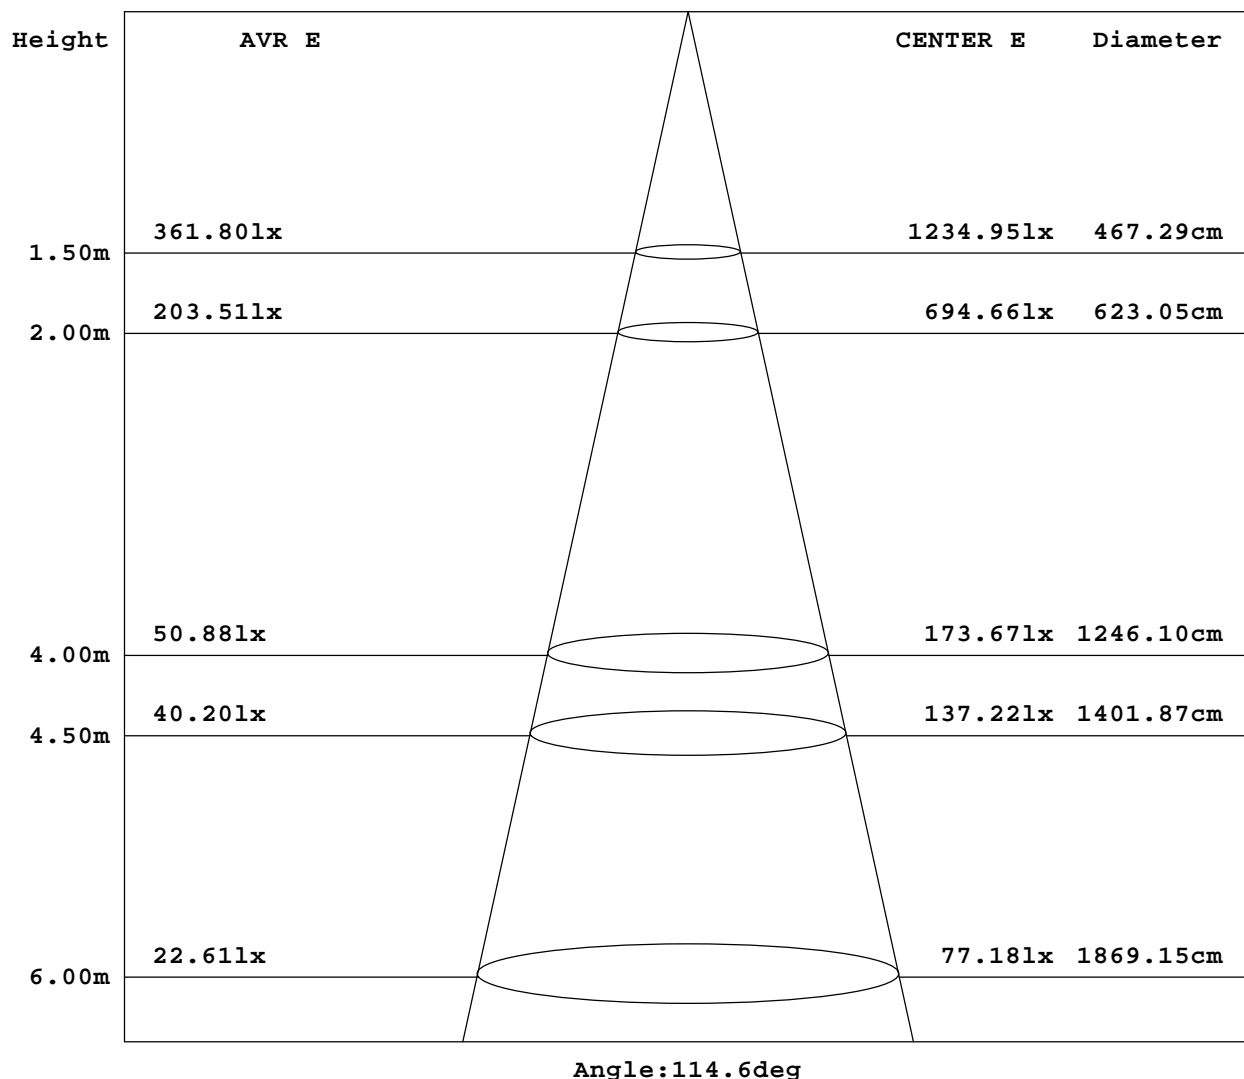 Height AVR E CENTER E Diameter
361.80lx 1234.95lx 467.29cm
1.50m
203.51lx 694.66lx 623.05cm
2.00m
50.88lx 173.67lx 1246.10cm
4.00m
40.20lx 137.22lx 1401.87cm
4.50m
22.61lx 77.18lx 1869.15cm
6.00m
Angle:114.6deg